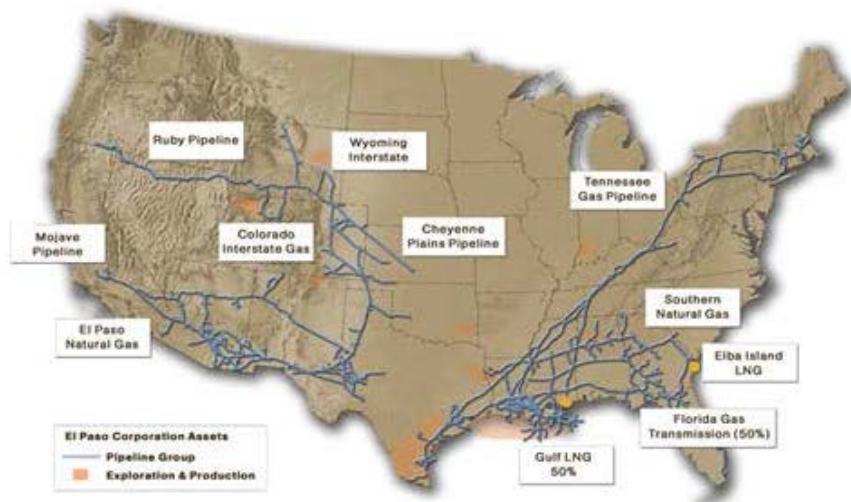 Ruby Pipeline
Wyoming
Interstate
Tennessee
Gas Pipeline
Mojave
Pipeline
Colorado
Interstate Gas
Cheyenne
Plains Pipeline
Southern
Natural Gas
El Paso
Natural Gas
Elba Island
LNG
Florida Gas
Transmission (50%)
Gulf LNG
50%
El Paso Corporation Assets
Pipeline Group
Exploration & Production